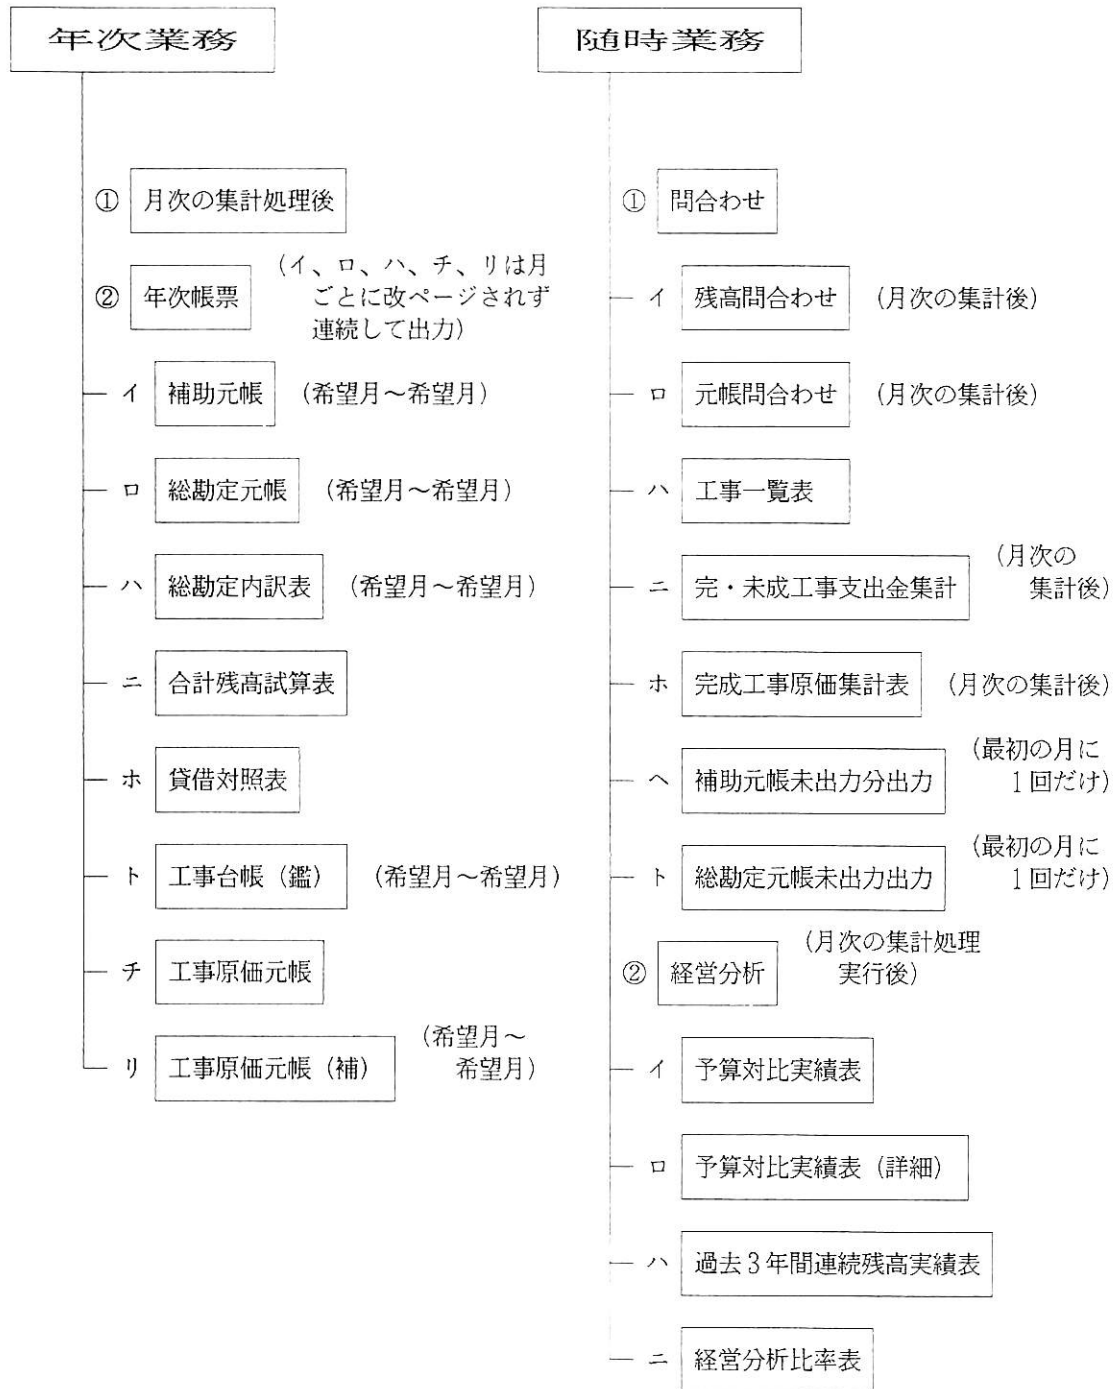 年次業務
① 月次の集計処理後
② 年次帳票 (イ、ロ、ハ、チ、リは月
ごとに改ページされず
連続して出力)
イ 補助元帳 (希望月～希望月)
ロ 総勘定元帳 (希望月～希望月)
ハ 総勘定内訳表 (希望月～希望月)
ニ 合計残高試算表
ホ 貸借対照表
ト 工事台帳(鑑) (希望月～希望月)
チ 工事原価元帳
リ 工事原価元帳(補) (希望月～
希望月)
随時業務
① 問合わせ
イ 残高問合わせ (月次の集計後)
ロ 元帳問合わせ (月次の集計後)
ハ 工事一覧表
ニ 完・未成工事支出金集計 (月次の
集計後)
ホ 完成工事原価集計表 (月次の集計後)
ヘ 補助元帳未出力分出力 (最初の月に
1回だけ)
ト 総勘定元帳未出力出力 (最初の月に
1回だけ)
② 経営分析 (月次の集計処理
実行後)
イ 予算対比実績表
ロ 予算対比実績表(詳細)
ハ 過去3年間連続残高実績表
ニ 経営分析比率表